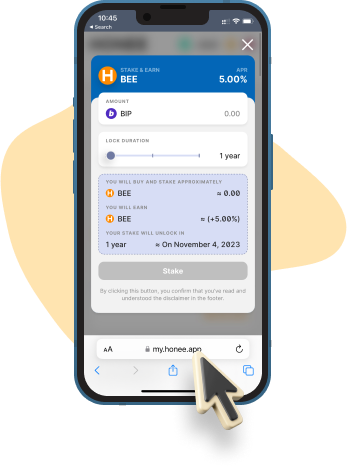 10:45
Search
STAKE & EARN
APR
BEE
5.00%
AMOUNT
BIP
0.00
LOCK DURATION
1 year
YOU WILL BUY AND STAKE APPROXIMATELY
BEE
≈ 0.00
YOU WILL EARN
BEE
≈ (+5.00%)
YOUR STAKE WILL UNLOCK IN
1 year
≈ On November 4, 2023
Stake
By clicking this button, you confirm that you've read and
understood the disclaimer in the footer.
AA
my.honee.app